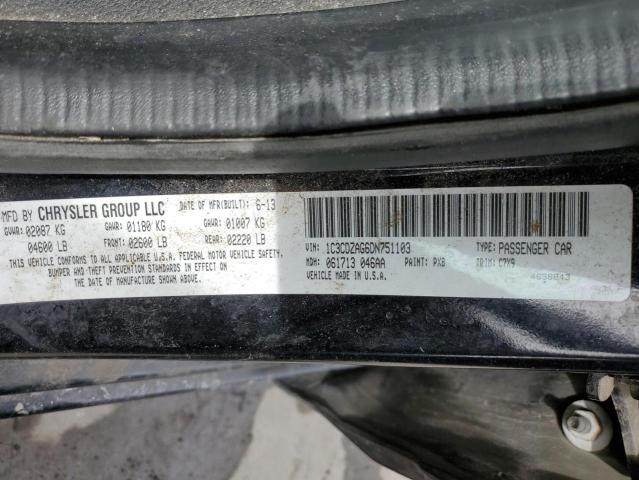 MFD BY CHRYSLER GROUP LLC DATE OF MFR(BUILT): 6-13
GVWR: 02087 KG GAWR: 01180 KG GAWR: 01007 KG
04600 LB FRONT: 02600 LB REAR: 02220 LB
THIS VEHICLE CONFORMS TO ALL APPLICABLE U.S.A. FEDERAL MOTOR VEHICLE SAFETY,
BUMPER AND THEFT PREVENTION STANDARDS IN EFFECT ON
THE DATE OF MANUFACTURE SHOWN ABOVE.
VIN: 1C3CDZAG6DN751103 TYPE: PASSENGER CAR
MDH: 061713 046AA PAINT: PX8 TRIM: C7X9
VEHICLE MADE IN U.S.A.